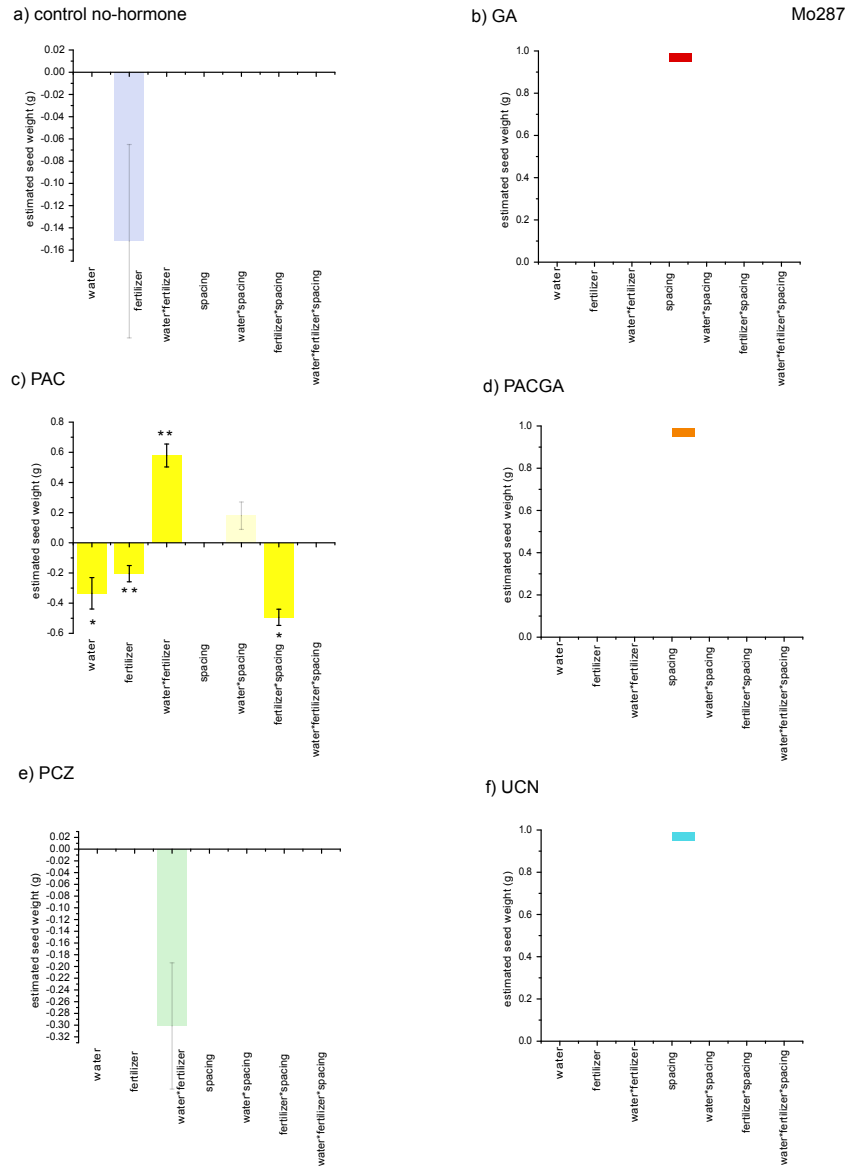 a) control no-hormone
b) GA
Mo287
0.02
0.00
-0.02
-0.04
-0.06
-0.08
-0.10
-0.12
-0.14
-0.16
estimated seed weight (g)
water
fertilizer
water*fertilizer
spacing
water*spacing
fertilizer*spacing
water*fertilizer*spacing
1.0
0.8
0.6
0.4
0.2
0.0
estimated seed weight (g)
water
fertilizer
water*fertilizer
spacing
water*spacing
fertilizer*spacing
water*fertilizer*spacing
c) PAC
0.8
0.6
0.4
0.2
0.0
-0.2
-0.4
-0.6
estimated seed weight (g)
*
**
**
*
water
fertilizer
water*fertilizer
spacing
water*spacing
fertilizer*spacing
water*fertilizer*spacing
d) PACGA
1.0
0.8
0.6
0.4
0.2
0.0
estimated seed weight (g)
water
fertilizer
water*fertilizer
spacing
water*spacing
fertilizer*spacing
water*fertilizer*spacing
e) PCZ
0.02
0.00
-0.02
-0.04
-0.06
-0.08
-0.10
-0.12
-0.14
-0.16
-0.18
-0.20
-0.22
-0.24
-0.26
-0.28
-0.30
-0.32
estimated seed weight (g)
water
fertilizer
water*fertilizer
spacing
water*spacing
fertilizer*spacing
water*fertilizer*spacing
f) UCN
1.0
0.8
0.6
0.4
0.2
0.0
estimated seed weight (g)
water
fertilizer
water*fertilizer
spacing
water*spacing
fertilizer*spacing
water*fertilizer*spacing